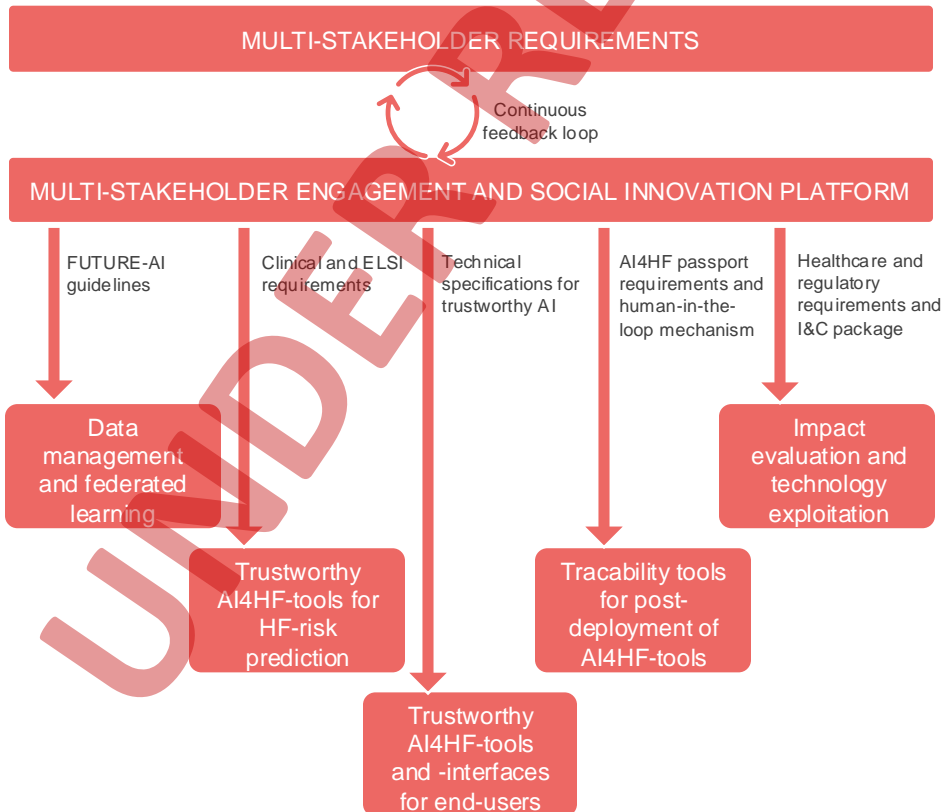 MULTI-STAKEHOLDER REQUIREMENTS
Continuous
feedback loop
MULTI-STAKEHOLDER ENGAGEMENT AND SOCIAL INNOVATION PLATFORM
FUTURE-AI
guidelines
Clinical and ELSI
requirements
Technical
specifications for
trustworthy AI
AI4HF passport
requirements and
human-in-the-
loop mechanism
Healthcare and
regulatory
requirements and
I&C package
Data
management
and federated
learning
Impact
evaluation and
technology
exploitation
Trustworthy
AI4HF-tools for
HF-risk
prediction
Tracability tools
for post-
deployment of
AI4HF-tools
Trustworthy
AI4HF-tools
and -interfaces
for end-users
UNDER RE